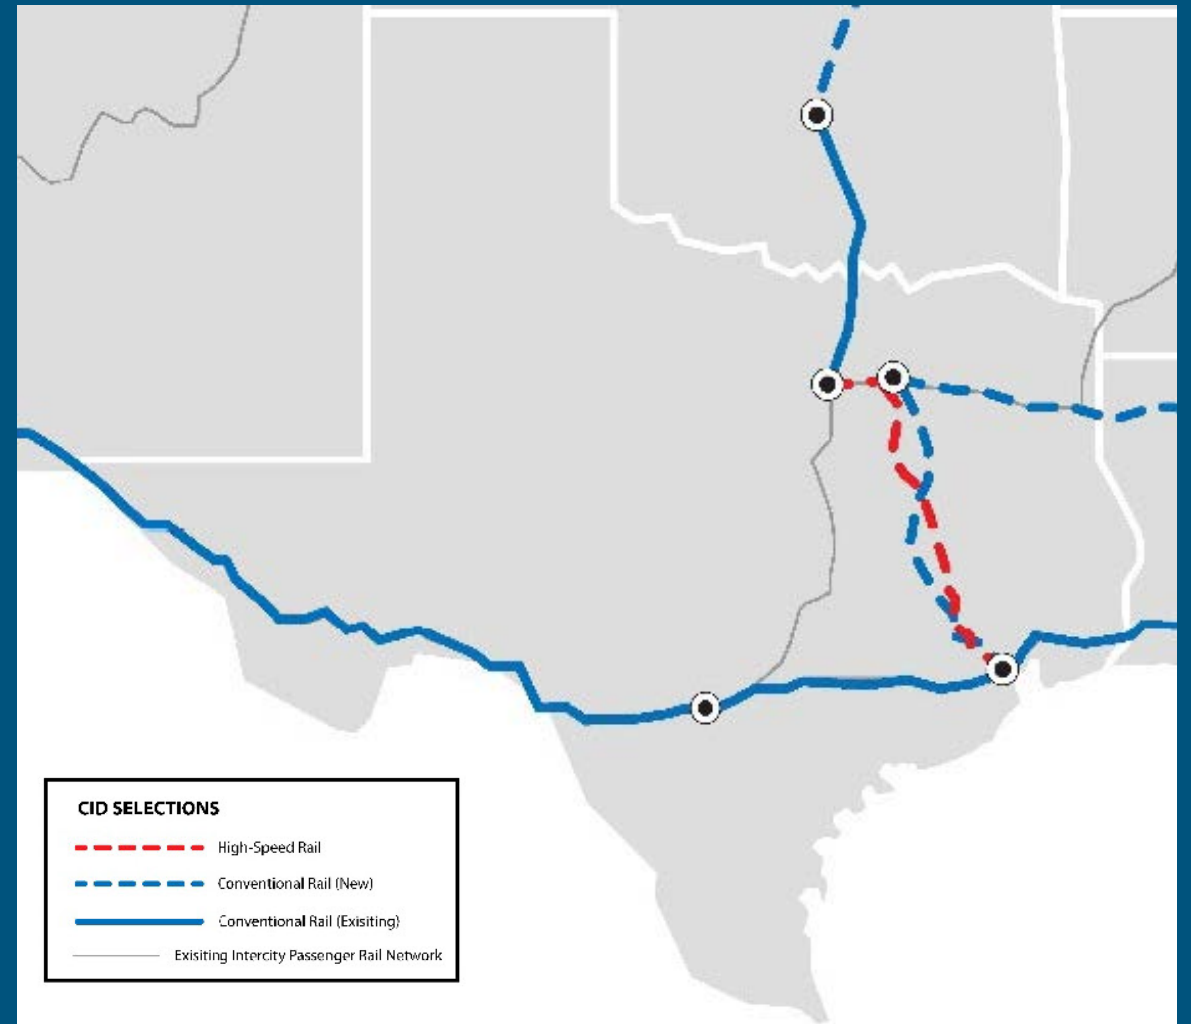 CID SELECTIONS
High-Speed Rail
Conventional Rail (New)
Conventional Rail (Exisiting)
Exisiting Intercity Passenger Rail Network